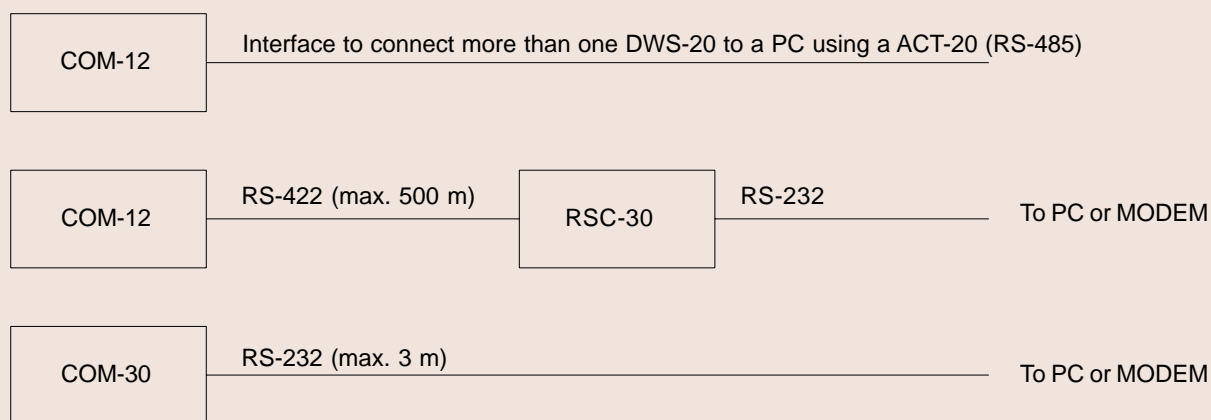 COM-12
Interface to connect more than one DWS-20 to a PC using a ACT-20 (RS-485)
COM-12
RS-422 (max. 500 m)
RSC-30
RS-232
To PC or MODEM
COM-30
RS-232 (max. 3 m)
To PC or MODEM